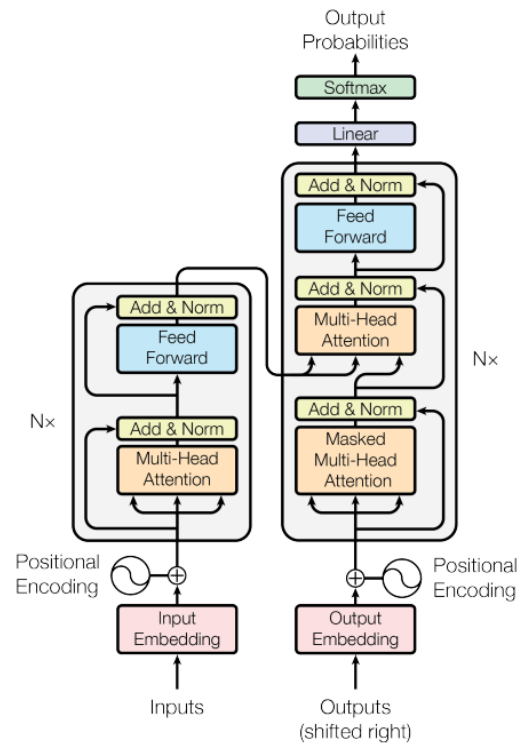 Output
Probabilities
Softmax
Linear
Add & Norm
Feed
Forward
Add & Norm
Multi-Head
Attention
Add & Norm
Masked
Multi-Head
Attention
Nx
Add & Norm
Feed
Forward
Add & Norm
Multi-Head
Attention
Nx
Positional
Encoding
Positional
Encoding
Input
Embedding
Output
Embedding
Inputs
Outputs
(shifted right)